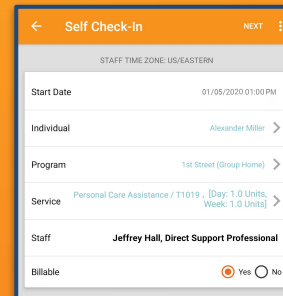 Self Check-In NEXT
STAFF TIME ZONE: US/EASTERN
Start Date 01/05/2020 01:00 PM
Individual Alexander Miller
Program 1st Street (Group Home)
Service Personal Care Assistance / T1019 , [Day: 1.0 Units,
Week: 1.0 Units]
Staff Jeffrey Hall, Direct Support Professional
Billable Yes No